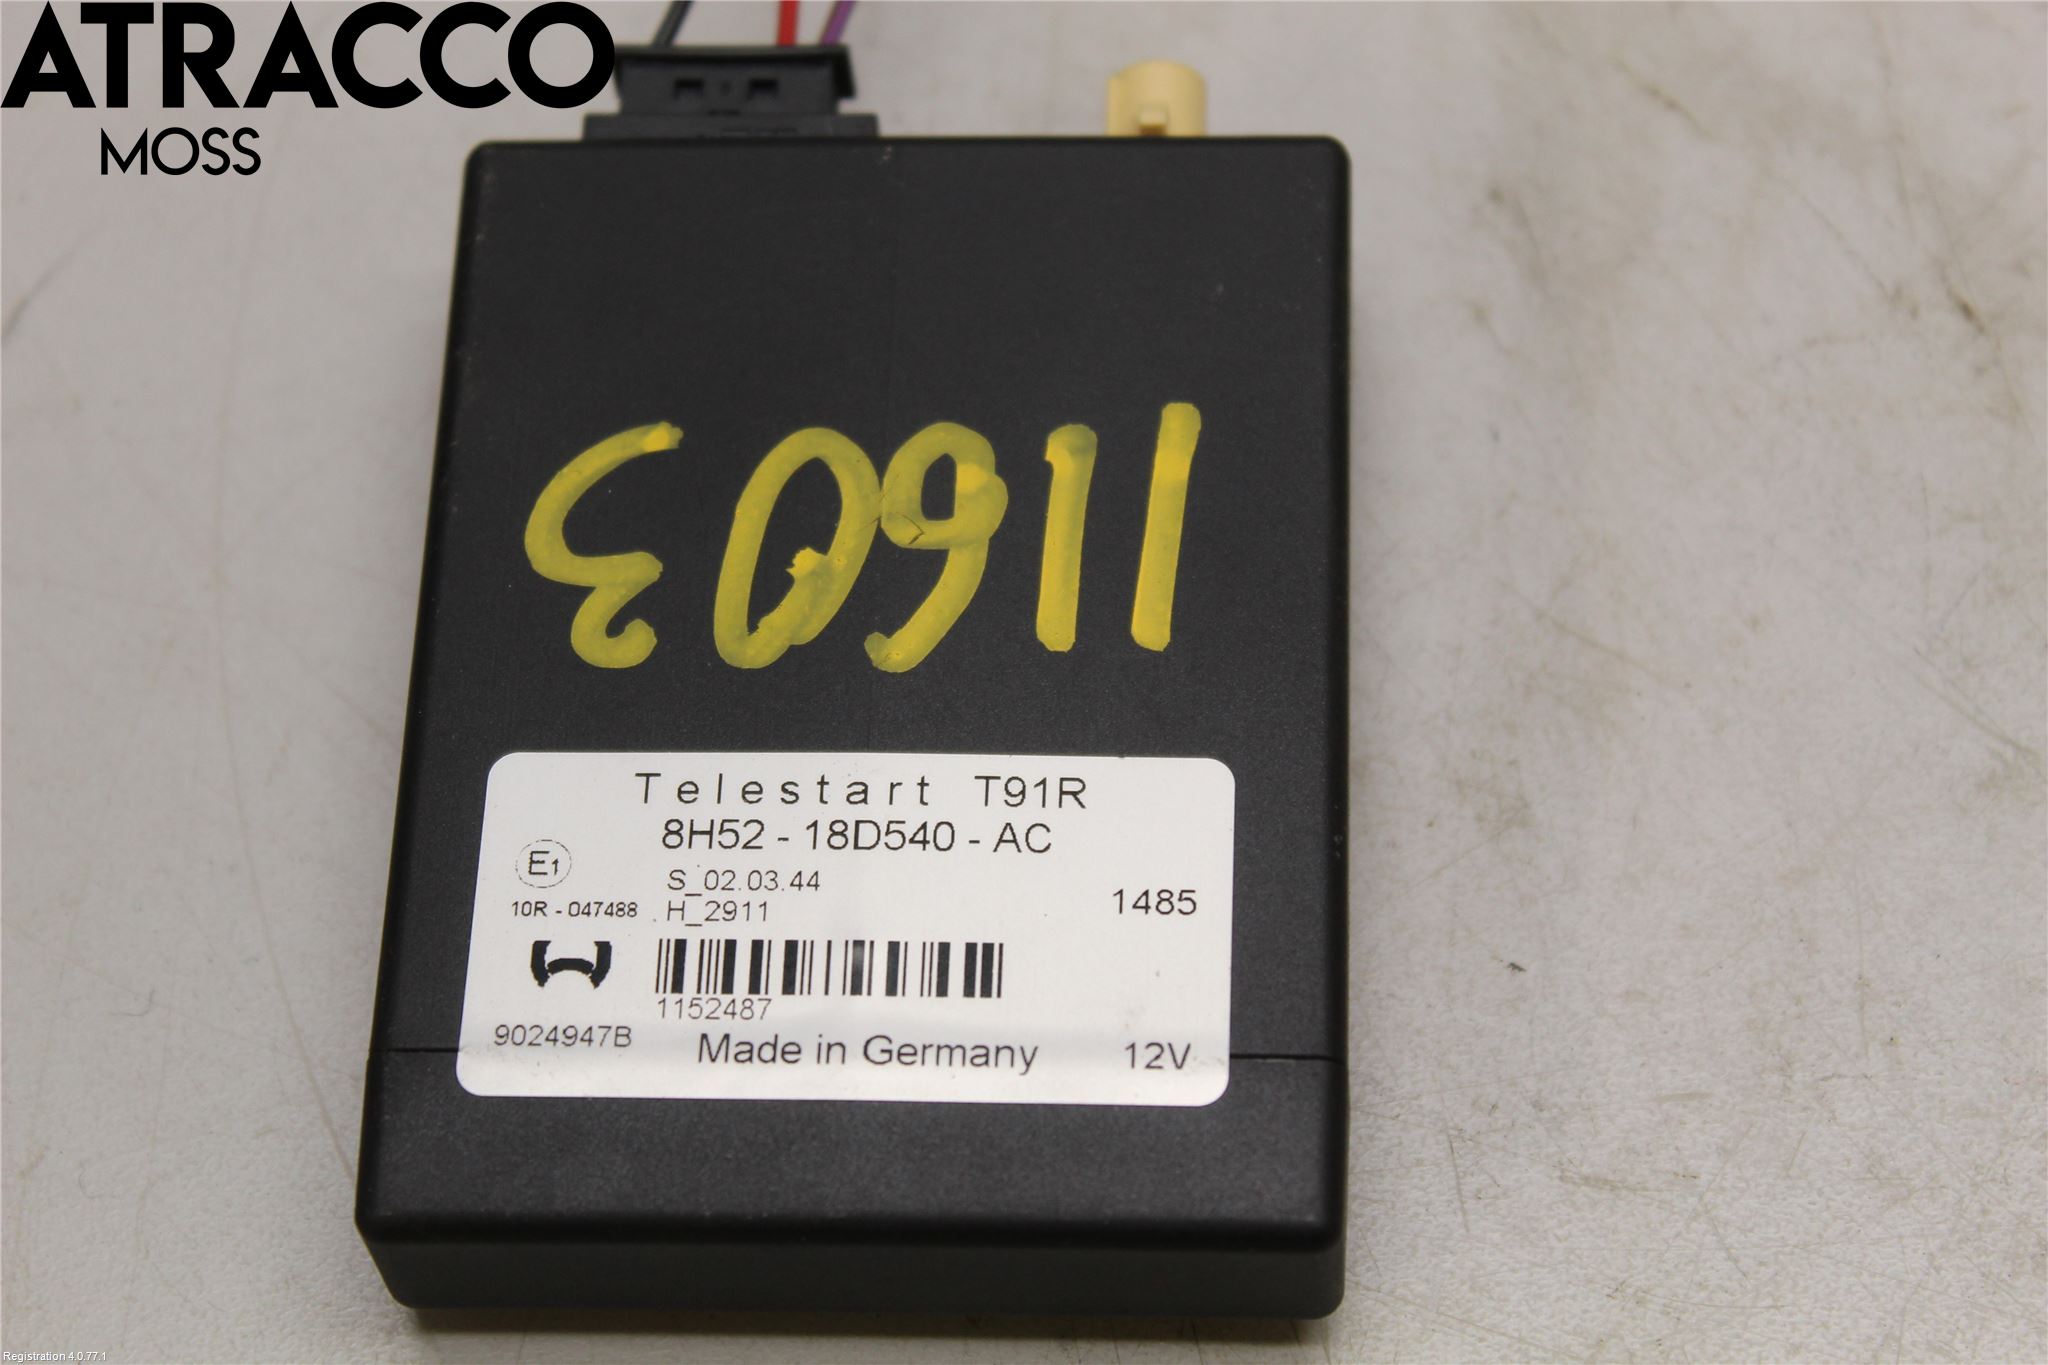 ATRACCO
MOSS
11603
Telestart T91R
8H52 - 18D540 - AC
E1
S_02.03.44
10R - 047488
H_2911
1485
1152487
9024947B
Made in Germany
12V
Registration 4.0.77.1